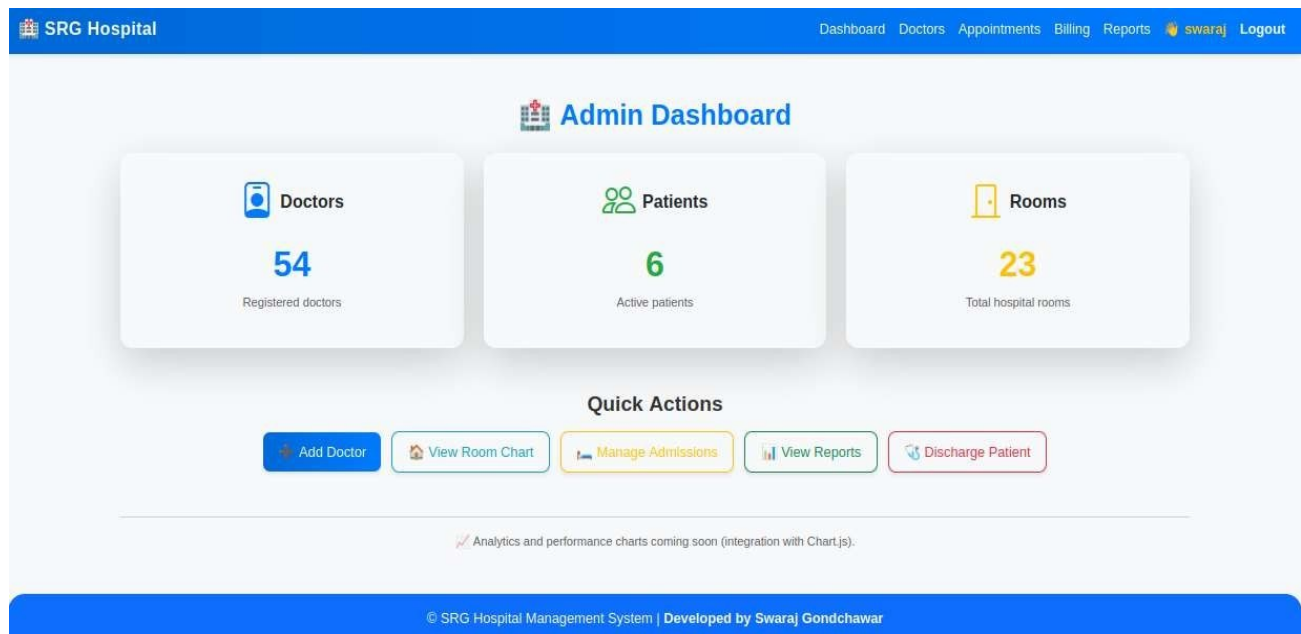 SRG Hospital
Dashboard Doctors Appointments Billing Reports swaraj Logout
Admin Dashboard
Doctors
54
Registered doctors
Patients
6
Active patients
Rooms
23
Total hospital rooms
Quick Actions
Add Doctor
View Room Chart
Manage Admissions
View Reports
Discharge Patient
Analytics and performance charts coming soon (integration with Chart.js).
© SRG Hospital Management System | Developed by Swaraj Gondchawar